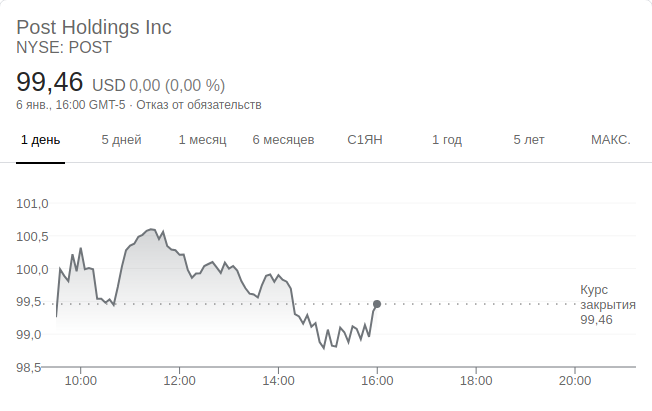 Post Holdings Inc
NYSE: POST
99,46 USD 0,00 (0,00 %)
6 янв., 16:00 GMT-5 · Отказ от обязательств
1 день 5 дней 1 месяц 6 месяцев С1ЯН 1 год 5 лет МАКС.
101,0
100,5
100,0
99,5
99,0
98,5
Курс
закрытия
99,46
10:00 12:00 14:00 16:00 18:00 20:00